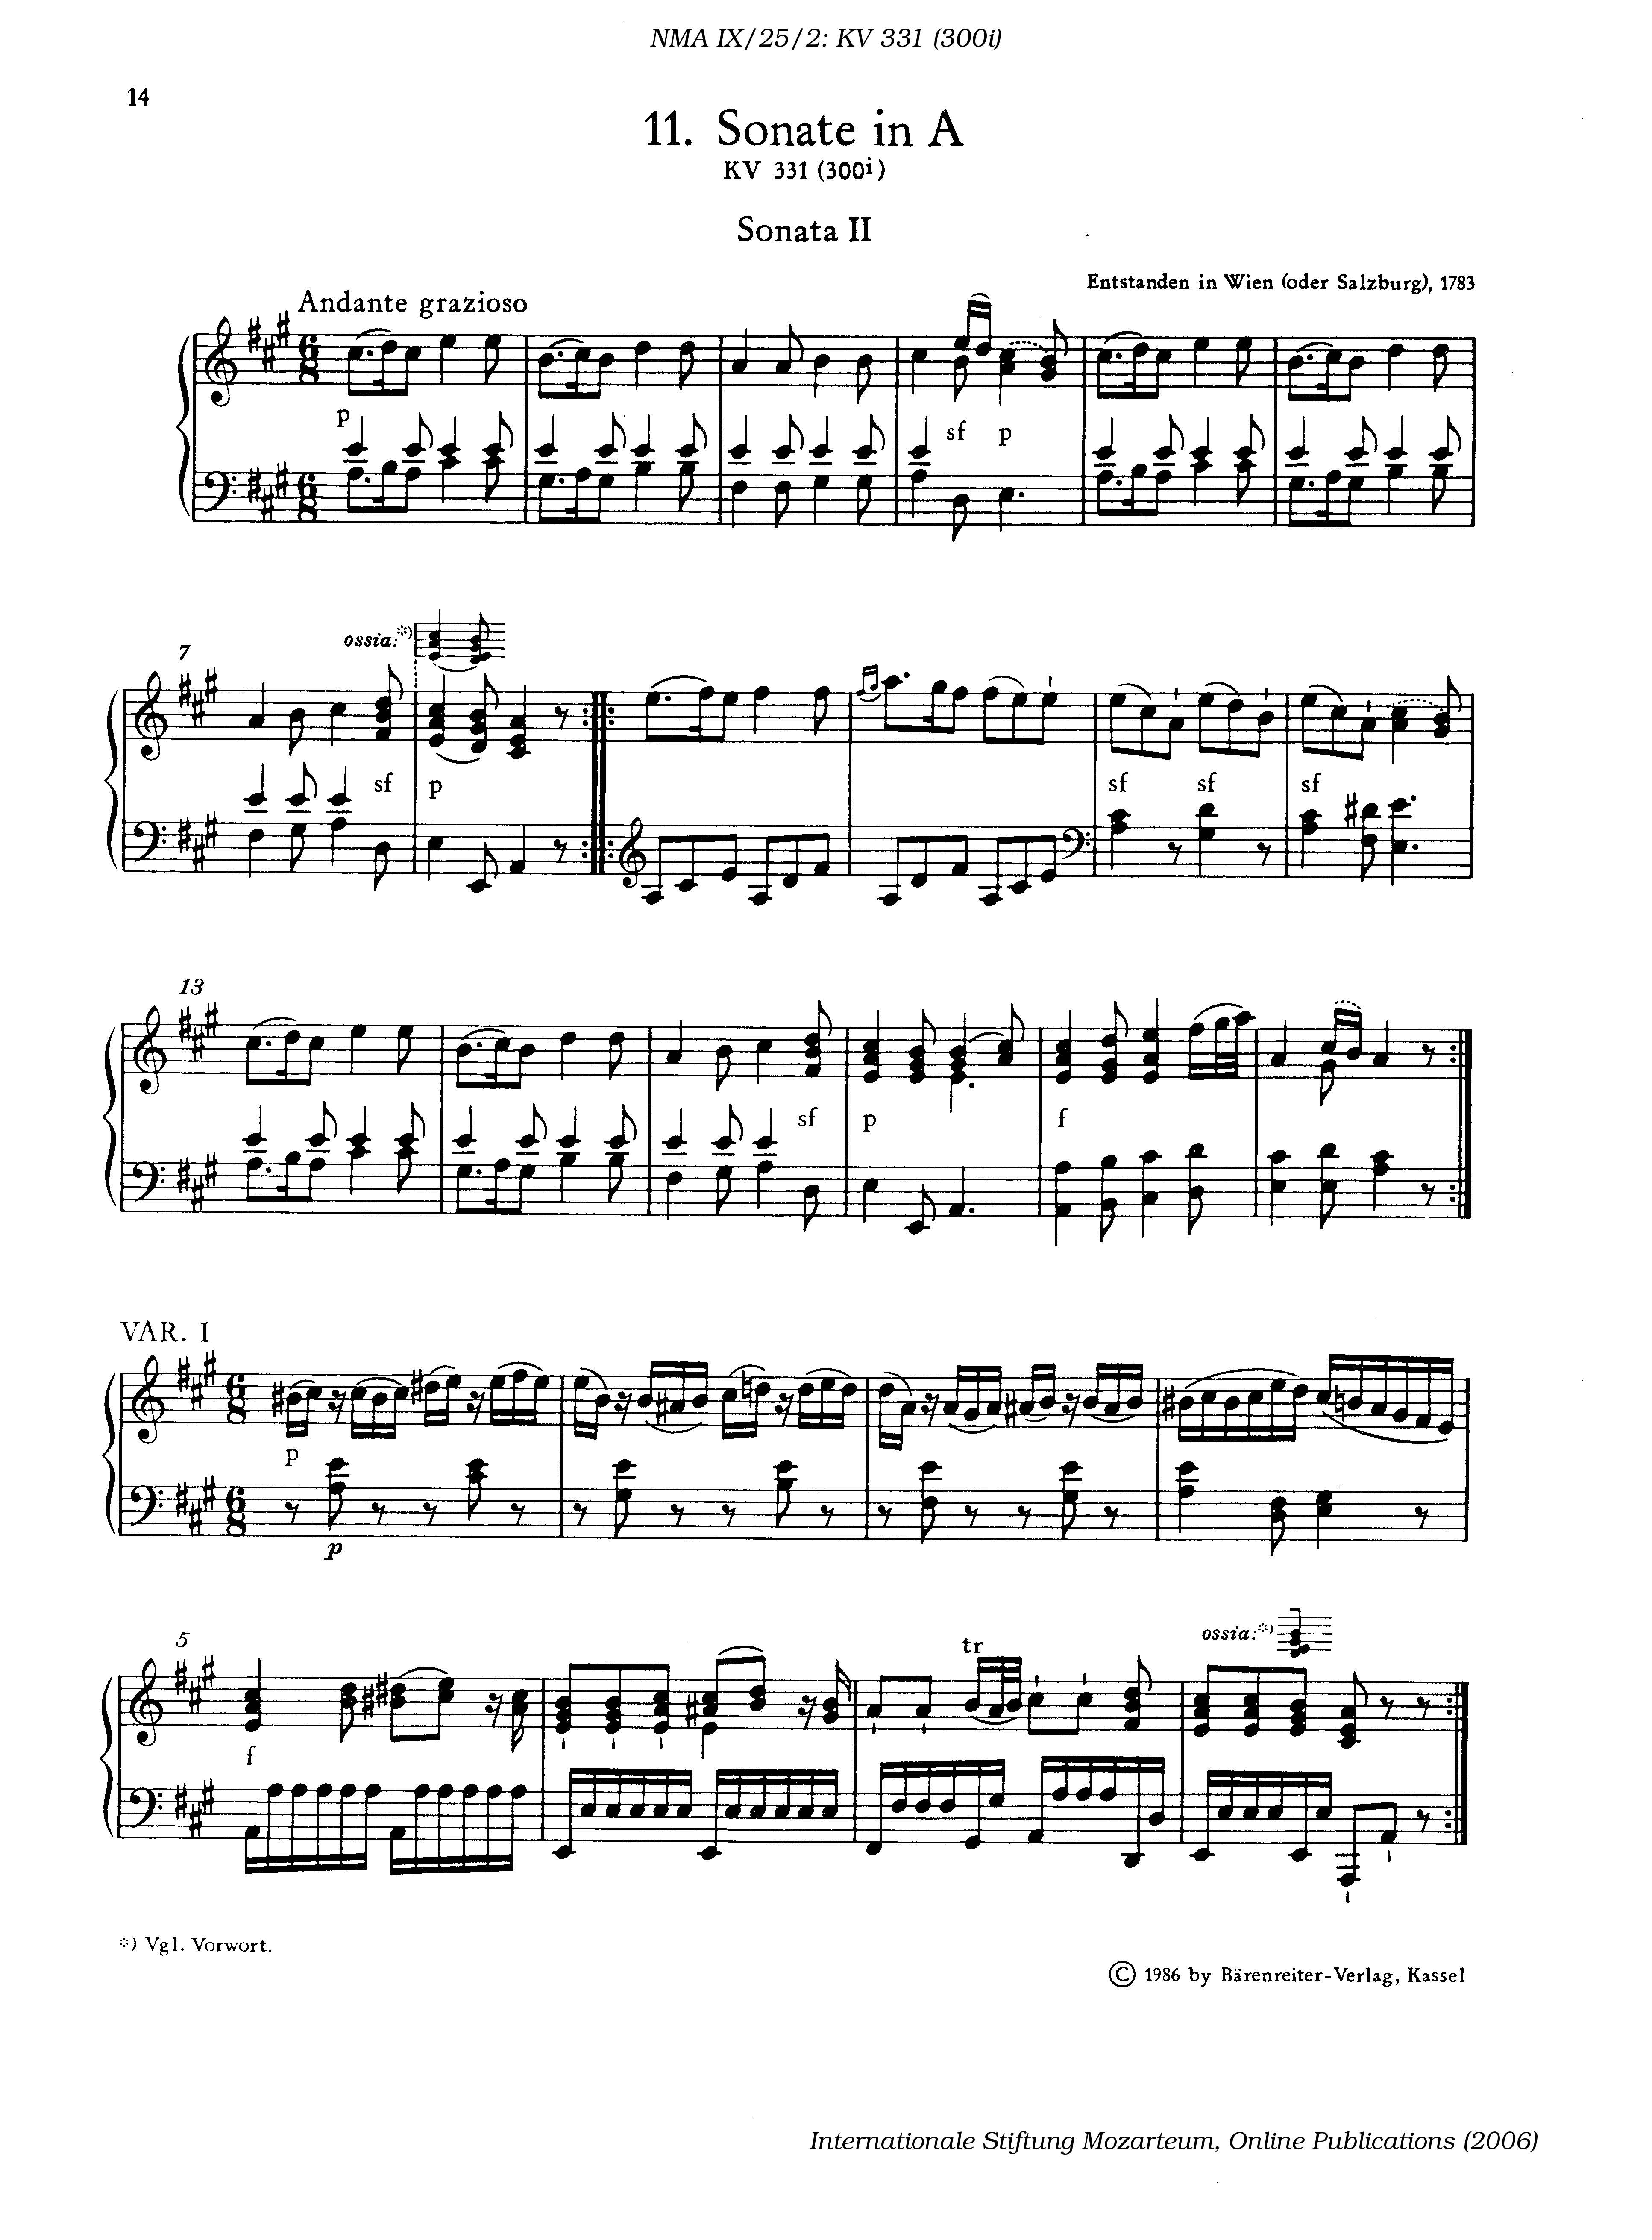 NMA IX/25/2: KV 331 (300i)
14
11. Sonate in A
KV 331 (300i)
Sonata II
Entstanden in Wien (oder Salzburg), 1783
Andante grazioso
p
sf p
7
ossia:*)
sf p
sf sf sf
13
sf p f
VAR. I
p
p
5
tr
ossia:*)
f
*) Vgl. Vorwort.
© 1986 by Bärenreiter-Verlag, Kassel
Internationale Stiftung Mozarteum, Online Publications (2006)